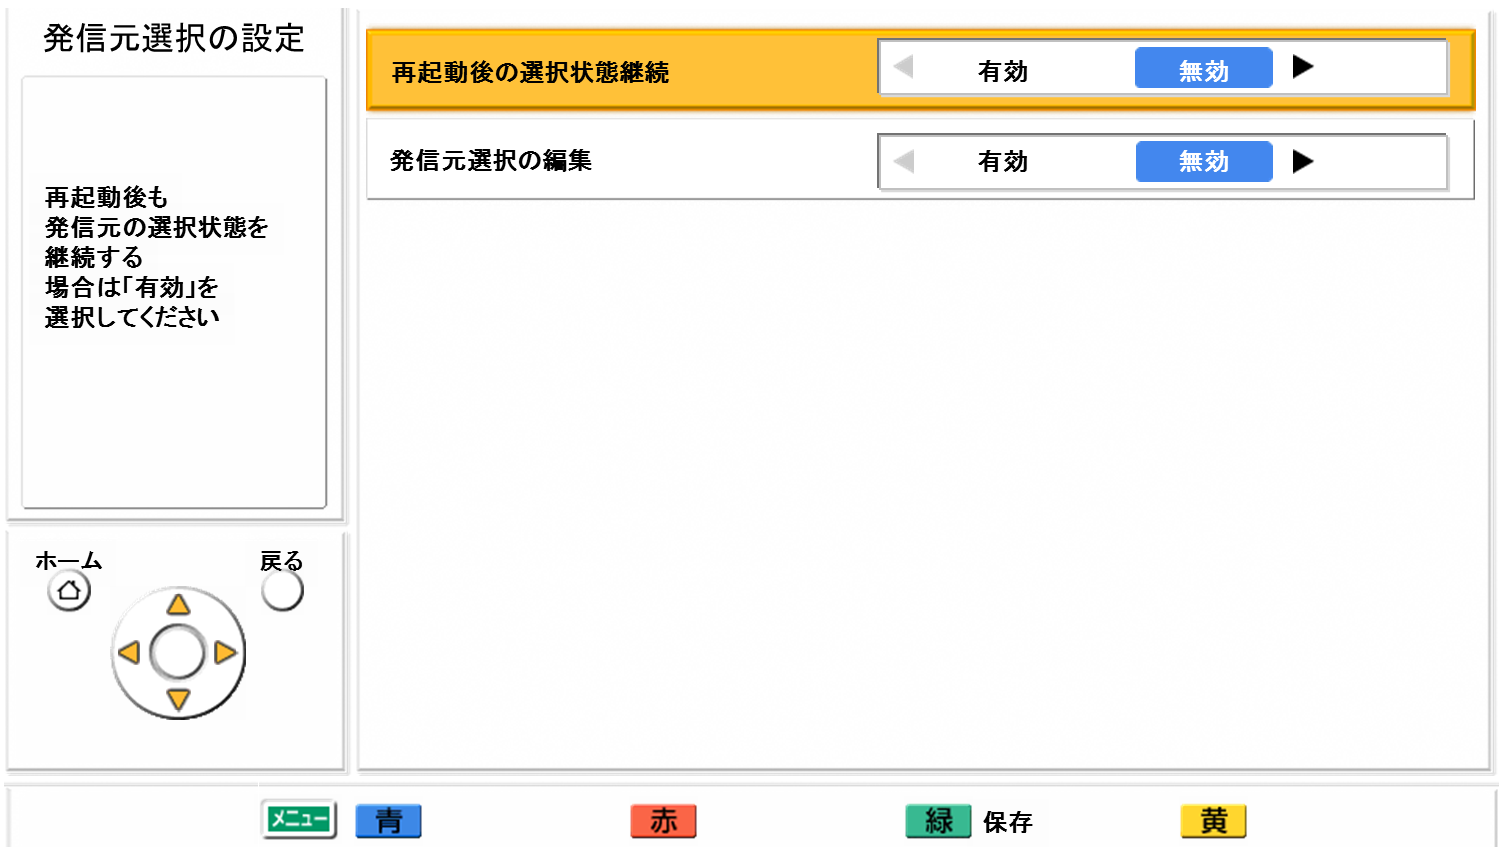 発信元選択の設定
再起動後も
発信元の選択状態を
継続する
場合は「有効」を
選択してください
ホーム
戻る
再起動後の選択状態継続 有効 無効
発信元選択の編集 有効 無効
メニュー 青 赤 緑 保存 黄